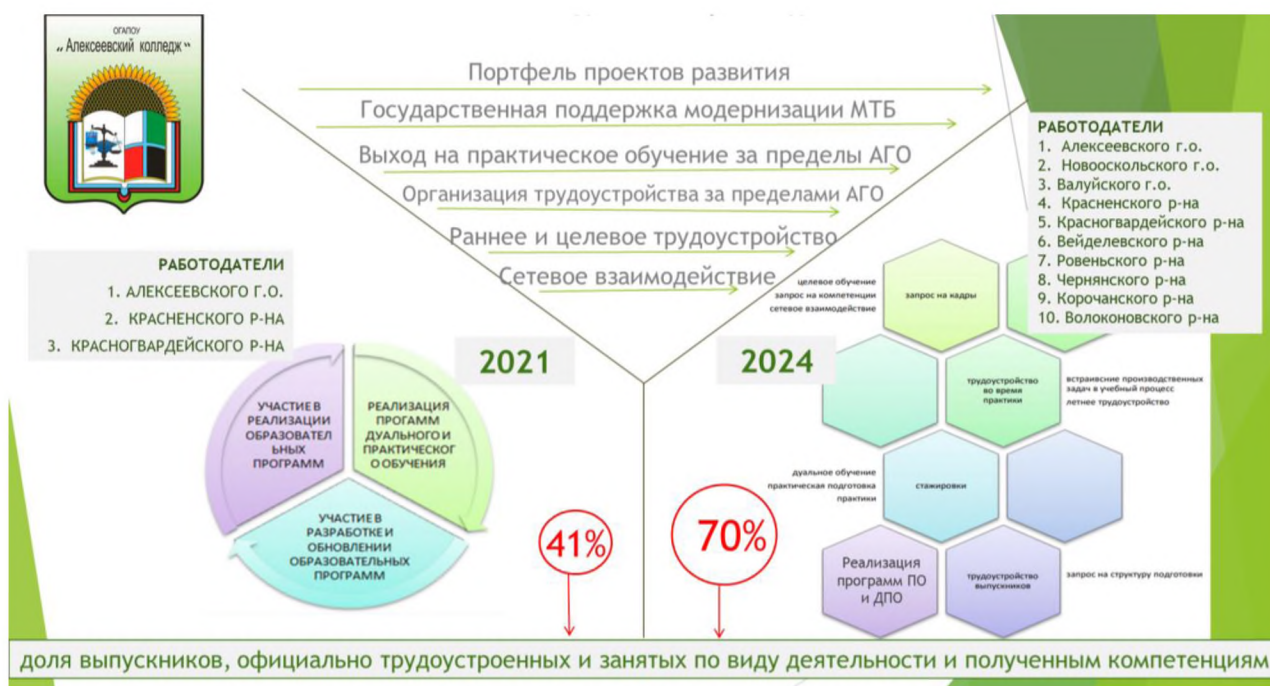 ОГАПОУ
„Алексеевский колледж“
Портфель проектов развития
Государственная поддержка модернизации МТБ
Выход на практическое обучение за пределы АГО
Организация трудоустройства за пределами АГО
Раннее и целевое трудоустройство
Сетевое взаимодействие
РАБОТОДАТЕЛИ
1. АЛЕКСЕЕВСКОГО Г.О.
2. КРАСНЕНСКОГО Р-НА
3. КРАСНОГВАРДЕЙСКОГО Р-НА
2021
УЧАСТИЕ В
РЕАЛИЗАЦИИ
ОБРАЗОВАТЕЛ
ЬНЫХ
ПРОГРАММ
РЕАЛИЗАЦИЯ
ПРОГАММ
ДУАЛЬНОГО И
ПРАКТИЧЕСКОГ
О ОБУЧЕНИЯ
УЧАСТИЕ В
РАЗРАБОТКЕ И
ОБНОВЛЕНИИ
ОБРАЗОВАТЕЛЬНЫХ
ПРОГРАММ
41%
РАБОТОДАТЕЛИ
1. Алексеевского г.о.
2. Новооскольского г.о.
3. Валуйского г.о.
4. Красненского р-на
5. Красногвардейского р-на
6. Вейделевского р-на
7. Ровеньского р-на
8. Чернянского р-на
9. Корочанского р-на
10. Волоконовского р-на
2024
целевое обучение
запрос на компетенции
сетевое взаимодействие
запрос на кадры
трудоустройство
во время
практики
встраивсние производственных
задач в учебный процесс
летнее трудоустройство
дуальное обучение
практическая подготовка
практики
стажировки
Реализация
программ ПО
и ДПО
трудоустройство
выпускников
запрос на структуру подготовки
70%
доля выпускников, официально трудоустроенных и занятых по виду деятельности и полученным компетенциям